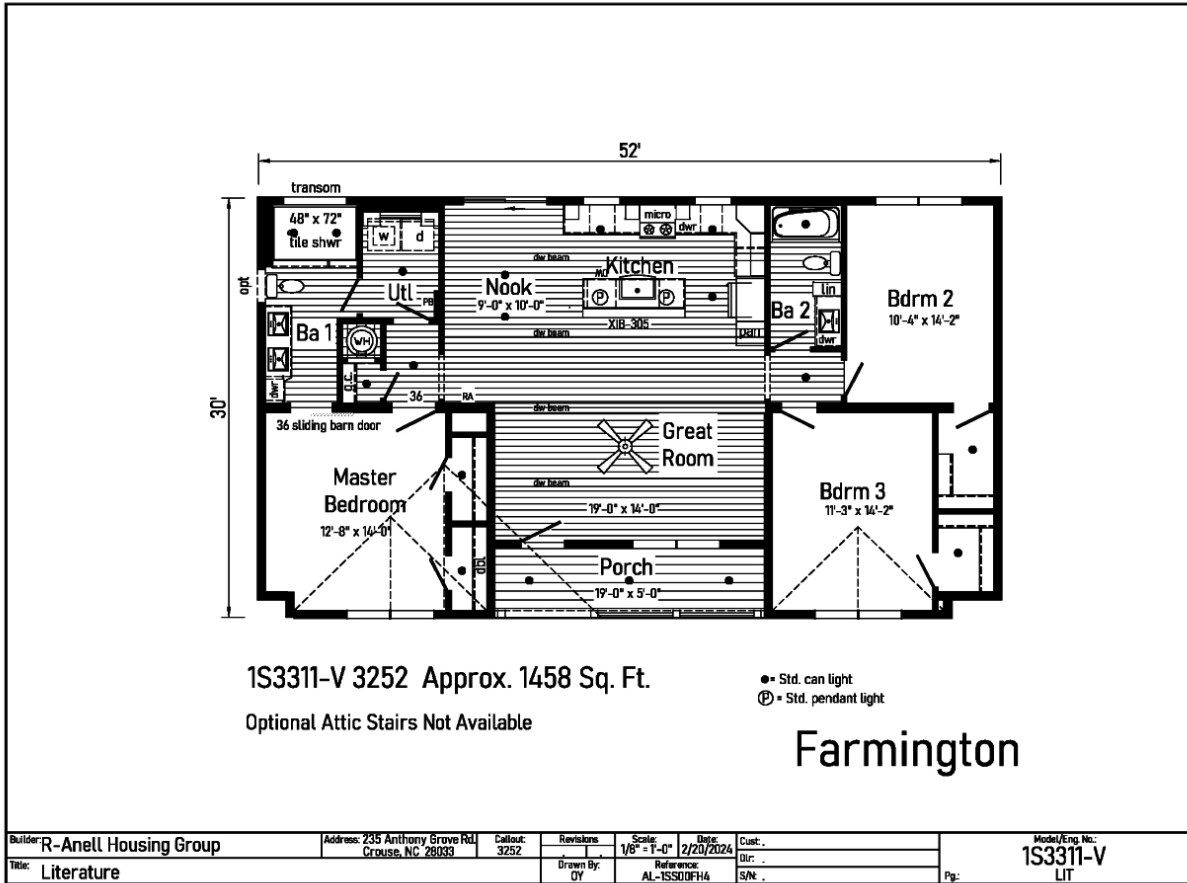 52'
transom
48" x 72"
tile shwr
w d
micro
dwr
dw beam
Kitchen
DW
opt
Utl
PB
Nook
9'-0" x 10'-0"
P P
XIB-305
pan
lin
Ba 2
dwr
Bdrm 2
10'-4" x 14'-2"
Ba 1
WH
dw beam
30'
dwr
g.c.
36
RA
36 sliding barn door
dw beam
Great
Room
Master
Bedroom
12'-8" x 14'-0"
dw beam
19'-0" x 14'-0"
Bdrm 3
11'-3" x 14'-2"
dbl
Porch
19'-0" x 5'-0"
1S3311-V 3252 Approx. 1458 Sq. Ft.
Optional Attic Stairs Not Available
●= Std. can light
Ⓟ = Std. pendant light
Farmington
Builder: R-Anell Housing Group
Address: 235 Anthony Grove Rd.
Crouse, NC 28033
Callout:
3252
Revisions
Scale:
1/8" = 1'-0"
Date:
2/20/2024
Cust: .
Model/Eng. No.:
1S3311-V
LIT
Title: Literature
Drawn By:
OY
Reference:
AL-1SS00FH4
Dlr: .
S/N: .
Pg.: